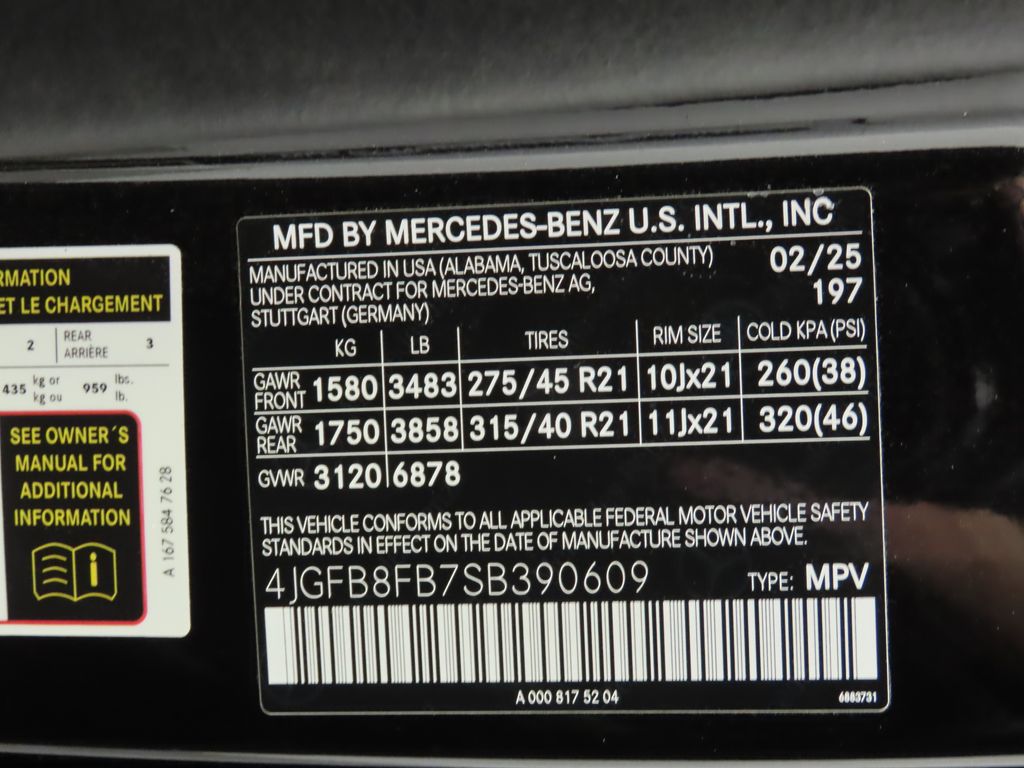 RMATION
ET LE CHARGEMENT
2 REAR ARRIÈRE 3
435 kg or kg ou 959 lbs. lb.
SEE OWNER´S
MANUAL FOR
ADDITIONAL
INFORMATION
i
A 167 584 76 28
MFD BY MERCEDES-BENZ U.S. INTL., INC
MANUFACTURED IN USA (ALABAMA, TUSCALOOSA COUNTY) 02/25
UNDER CONTRACT FOR MERCEDES-BENZ AG, 197
STUTTGART (GERMANY)
KG LB TIRES RIM SIZE COLD KPA (PSI)
GAWR FRONT 1580 3483 275/45 R21 10Jx21 260(38)
GAWR REAR 1750 3858 315/40 R21 11Jx21 320(46)
GVWR 3120 6878
THIS VEHICLE CONFORMS TO ALL APPLICABLE FEDERAL MOTOR VEHICLE SAFETY
STANDARDS IN EFFECT ON THE DATE OF MANUFACTURE SHOWN ABOVE.
4JGFB8FB7SB390609 TYPE: MPV
A 000 817 52 04 6883731